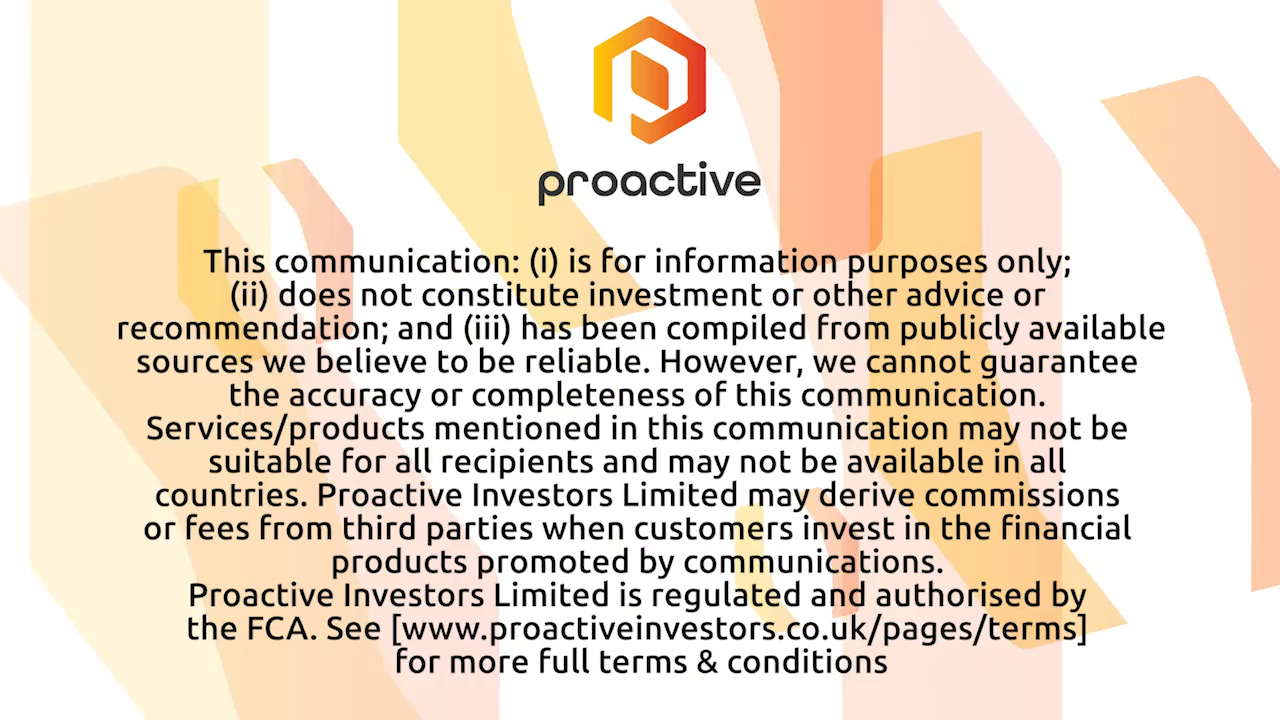 proactive
This communication: (i) is for information purposes only;
(ii) does not constitute investment or other advice or
recommendation; and (iii) has been compiled from publicly available
sources we believe to be reliable. However, we cannot guarantee
the accuracy or completeness of this communication.
Services/products mentioned in this communication may not be
suitable for all recipients and may not be available in all
countries. Proactive Investors Limited may derive commissions
or fees from third parties when customers invest in the financial
products promoted by communications.
Proactive Investors Limited is regulated and authorised by
the FCA. See [www.proactiveinvestors.co.uk/pages/terms]
for more full terms & conditions